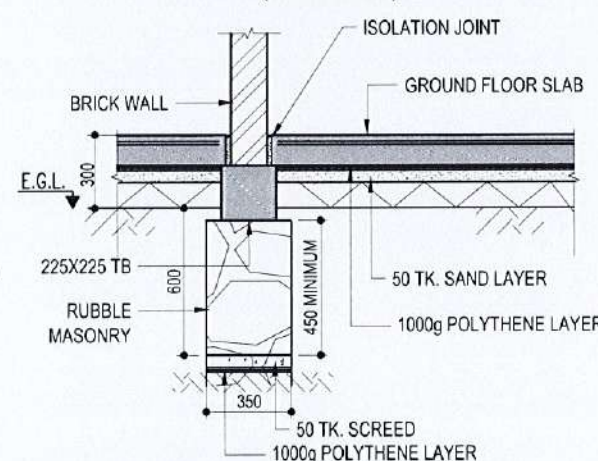 ISOLATION JOINT
GROUND FLOOR SLAB
BRICK WALL
300
E.G.L.
225X225 TB
600
450 MINIMUM
50 TK. SAND LAYER
RUBBLE
MASONRY
1000g POLYTHENE LAYER
350
50 TK. SCREED
1000g POLYTHENE LAYER